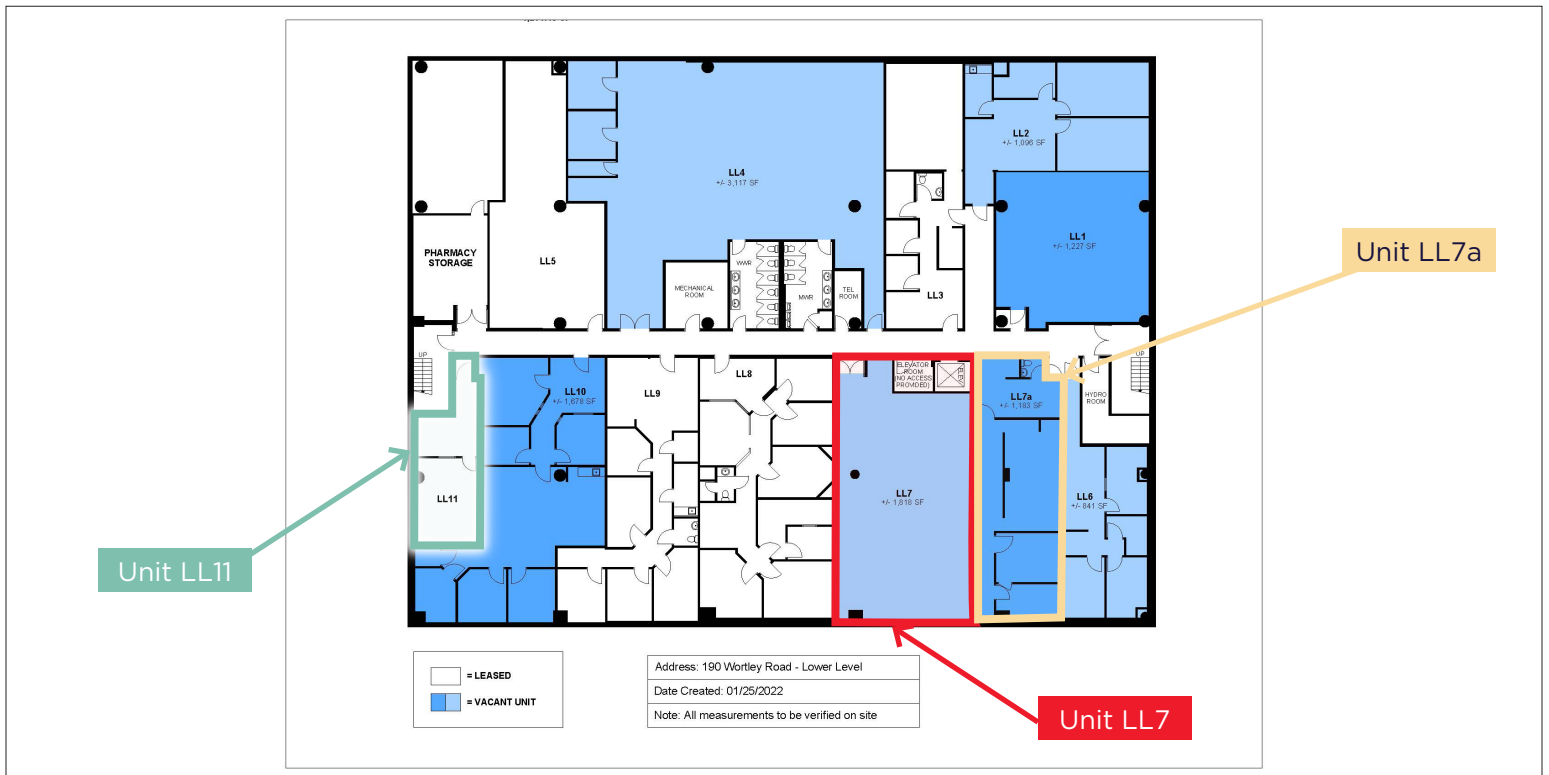 LL2
+/- 1,096 SF
LL4
+/- 3,117 SF
LL1
+/- 1,227 SF
Unit LL7a
PHARMACY
STORAGE
LL5
WWR
MWR
MECHANICAL
ROOM
TEL
ROOM
LL3
UP
UP
ELEVATOR
ROOM
(NO ACCESS
PROVIDED)
ELEV.
LL10
+/- 1,678 SF
LL9
LL8
LL7a
+/- 1,183 SF
HYDRO
ROOM
LL11
LL7
+/- 1,818 SF
LL6
+/- 841 SF
Unit LL11
= LEASED
= VACANT UNIT
Address: 190 Wortley Road - Lower Level
Date Created: 01/25/2022
Note: All measurements to be verified on site
Unit LL7